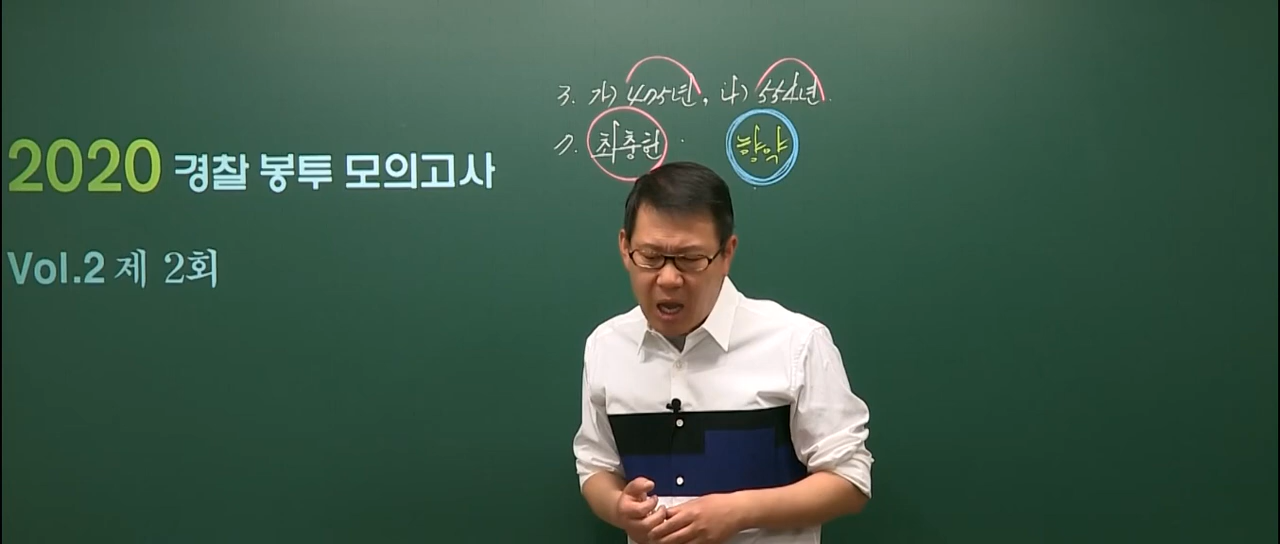 2020 경찰 봉투 모의고사
Vol.2 제 2회
3. 가) 475년, 나) 554년.
7. 최충헌 향약